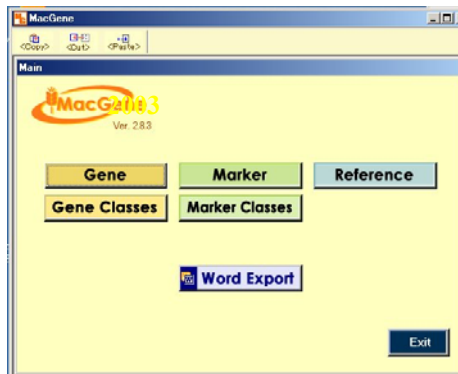 MacGene
<Copy> <Cut> <Paste>
Main
MacGene 2003
Ver. 2.8.3
Gene Marker Reference
Gene Classes Marker Classes
Word Export
Exit